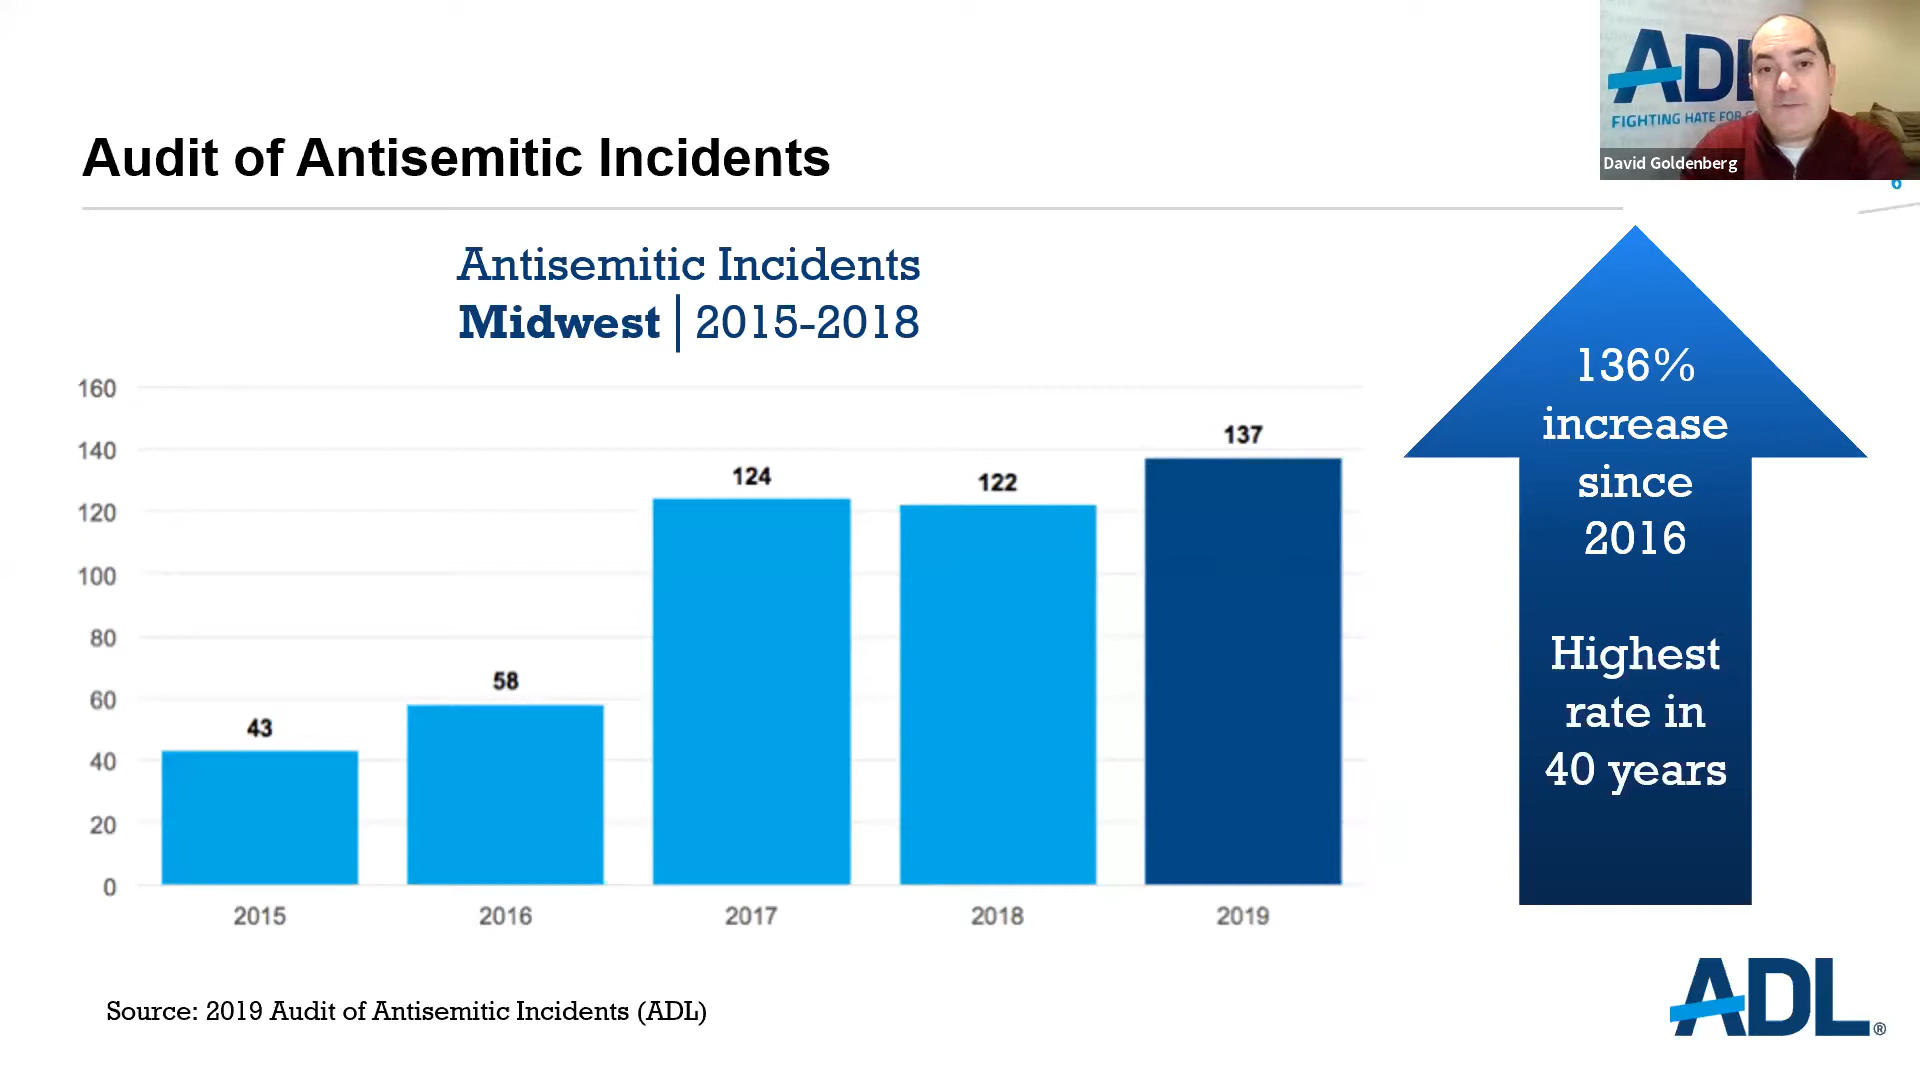 ADL
FIGHTING HATE FOR
David Goldenberg
6
Audit of Antisemitic Incidents
Antisemitic Incidents
Midwest | 2015-2018
160
140
120
100
80
60
40
20
0
43
58
124
122
137
2015
2016
2017
2018
2019
136%
increase
since
2016
Highest
rate in
40 years
Source: 2019 Audit of Antisemitic Incidents (ADL)
ADL®